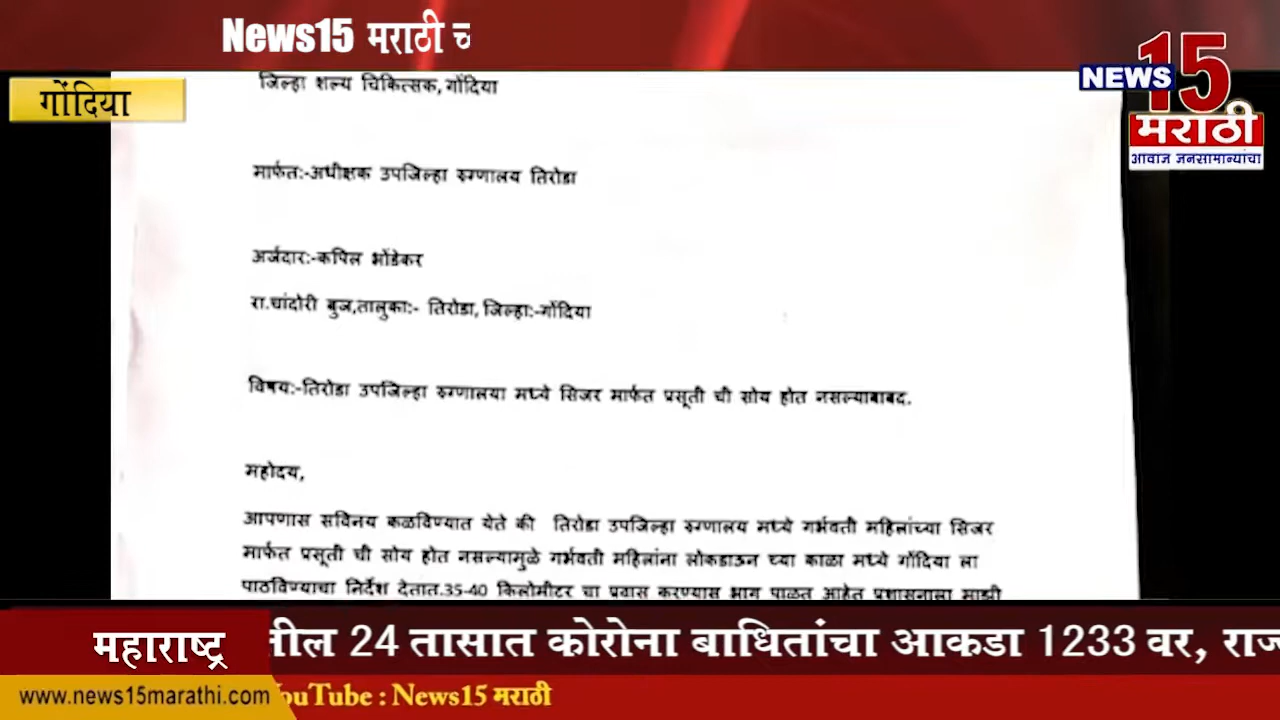 News15 मराठी च
गोंदिया
NEWS 15
मराठी
आवाज जनसामान्यांचा
जिल्हा शल्य चिकित्सक,गोंदिया
मार्फत:-अधीक्षक उपजिल्हा रुग्णालय तिरोडा
अर्जदार:-कपिल भोंडेकर
रा.चांदोरी बुज,तालुका:- तिरोडा, जिल्हा:-गोंदिया
विषय:-तिरोडा उपजिल्हा रुग्णालया मध्ये सिजर मार्फत प्रसूती ची सोय होत नसल्याबाबद.
महोदय,
आपणास सविनय कळविण्यात येते की तिरोडा उपजिल्हा रुग्णालय मध्ये गर्भवती महिलांच्या सिजर
मार्फत प्रसूती ची सोय होत नसल्यामुळे गर्भवती महिलांना लोकडाऊन च्या काळा मध्ये गोंदिया ला
पाठविण्याचा निर्देश देतात.35-40 किलोमीटर चा प्रवास करण्यास भाग पाळत आहेत प्रशासनाला माझी
महाराष्ट्र
तील 24 तासात कोरोना बाधितांचा आकडा 1233 वर, राज्
www.news15marathi.com
YouTube : News15 मराठी